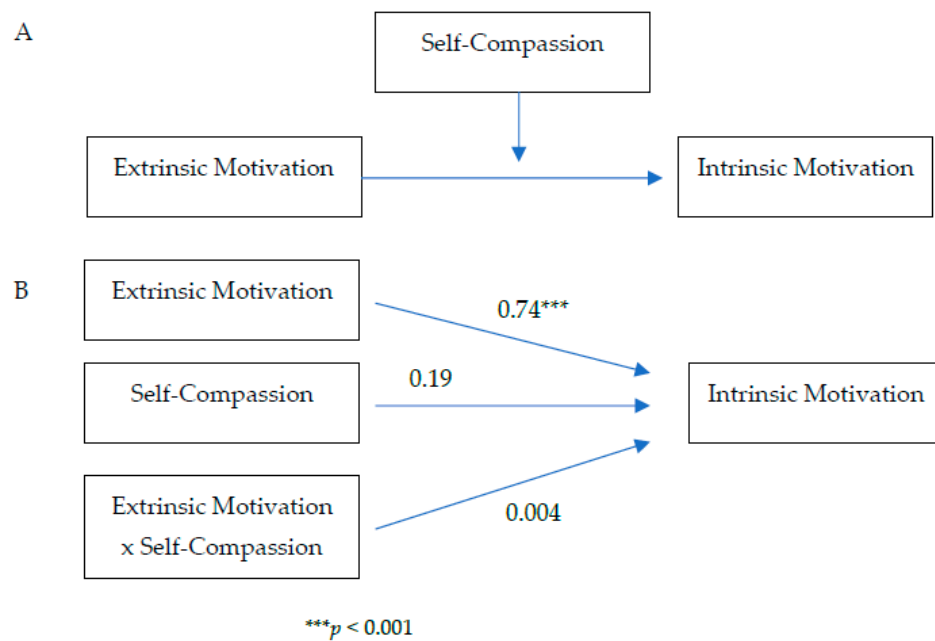 A
Self-Compassion
Extrinsic Motivation
Intrinsic Motivation
B
Extrinsic Motivation
0.74***
Self-Compassion
0.19
Intrinsic Motivation
Extrinsic Motivation
x Self-Compassion
0.004
***p < 0.001